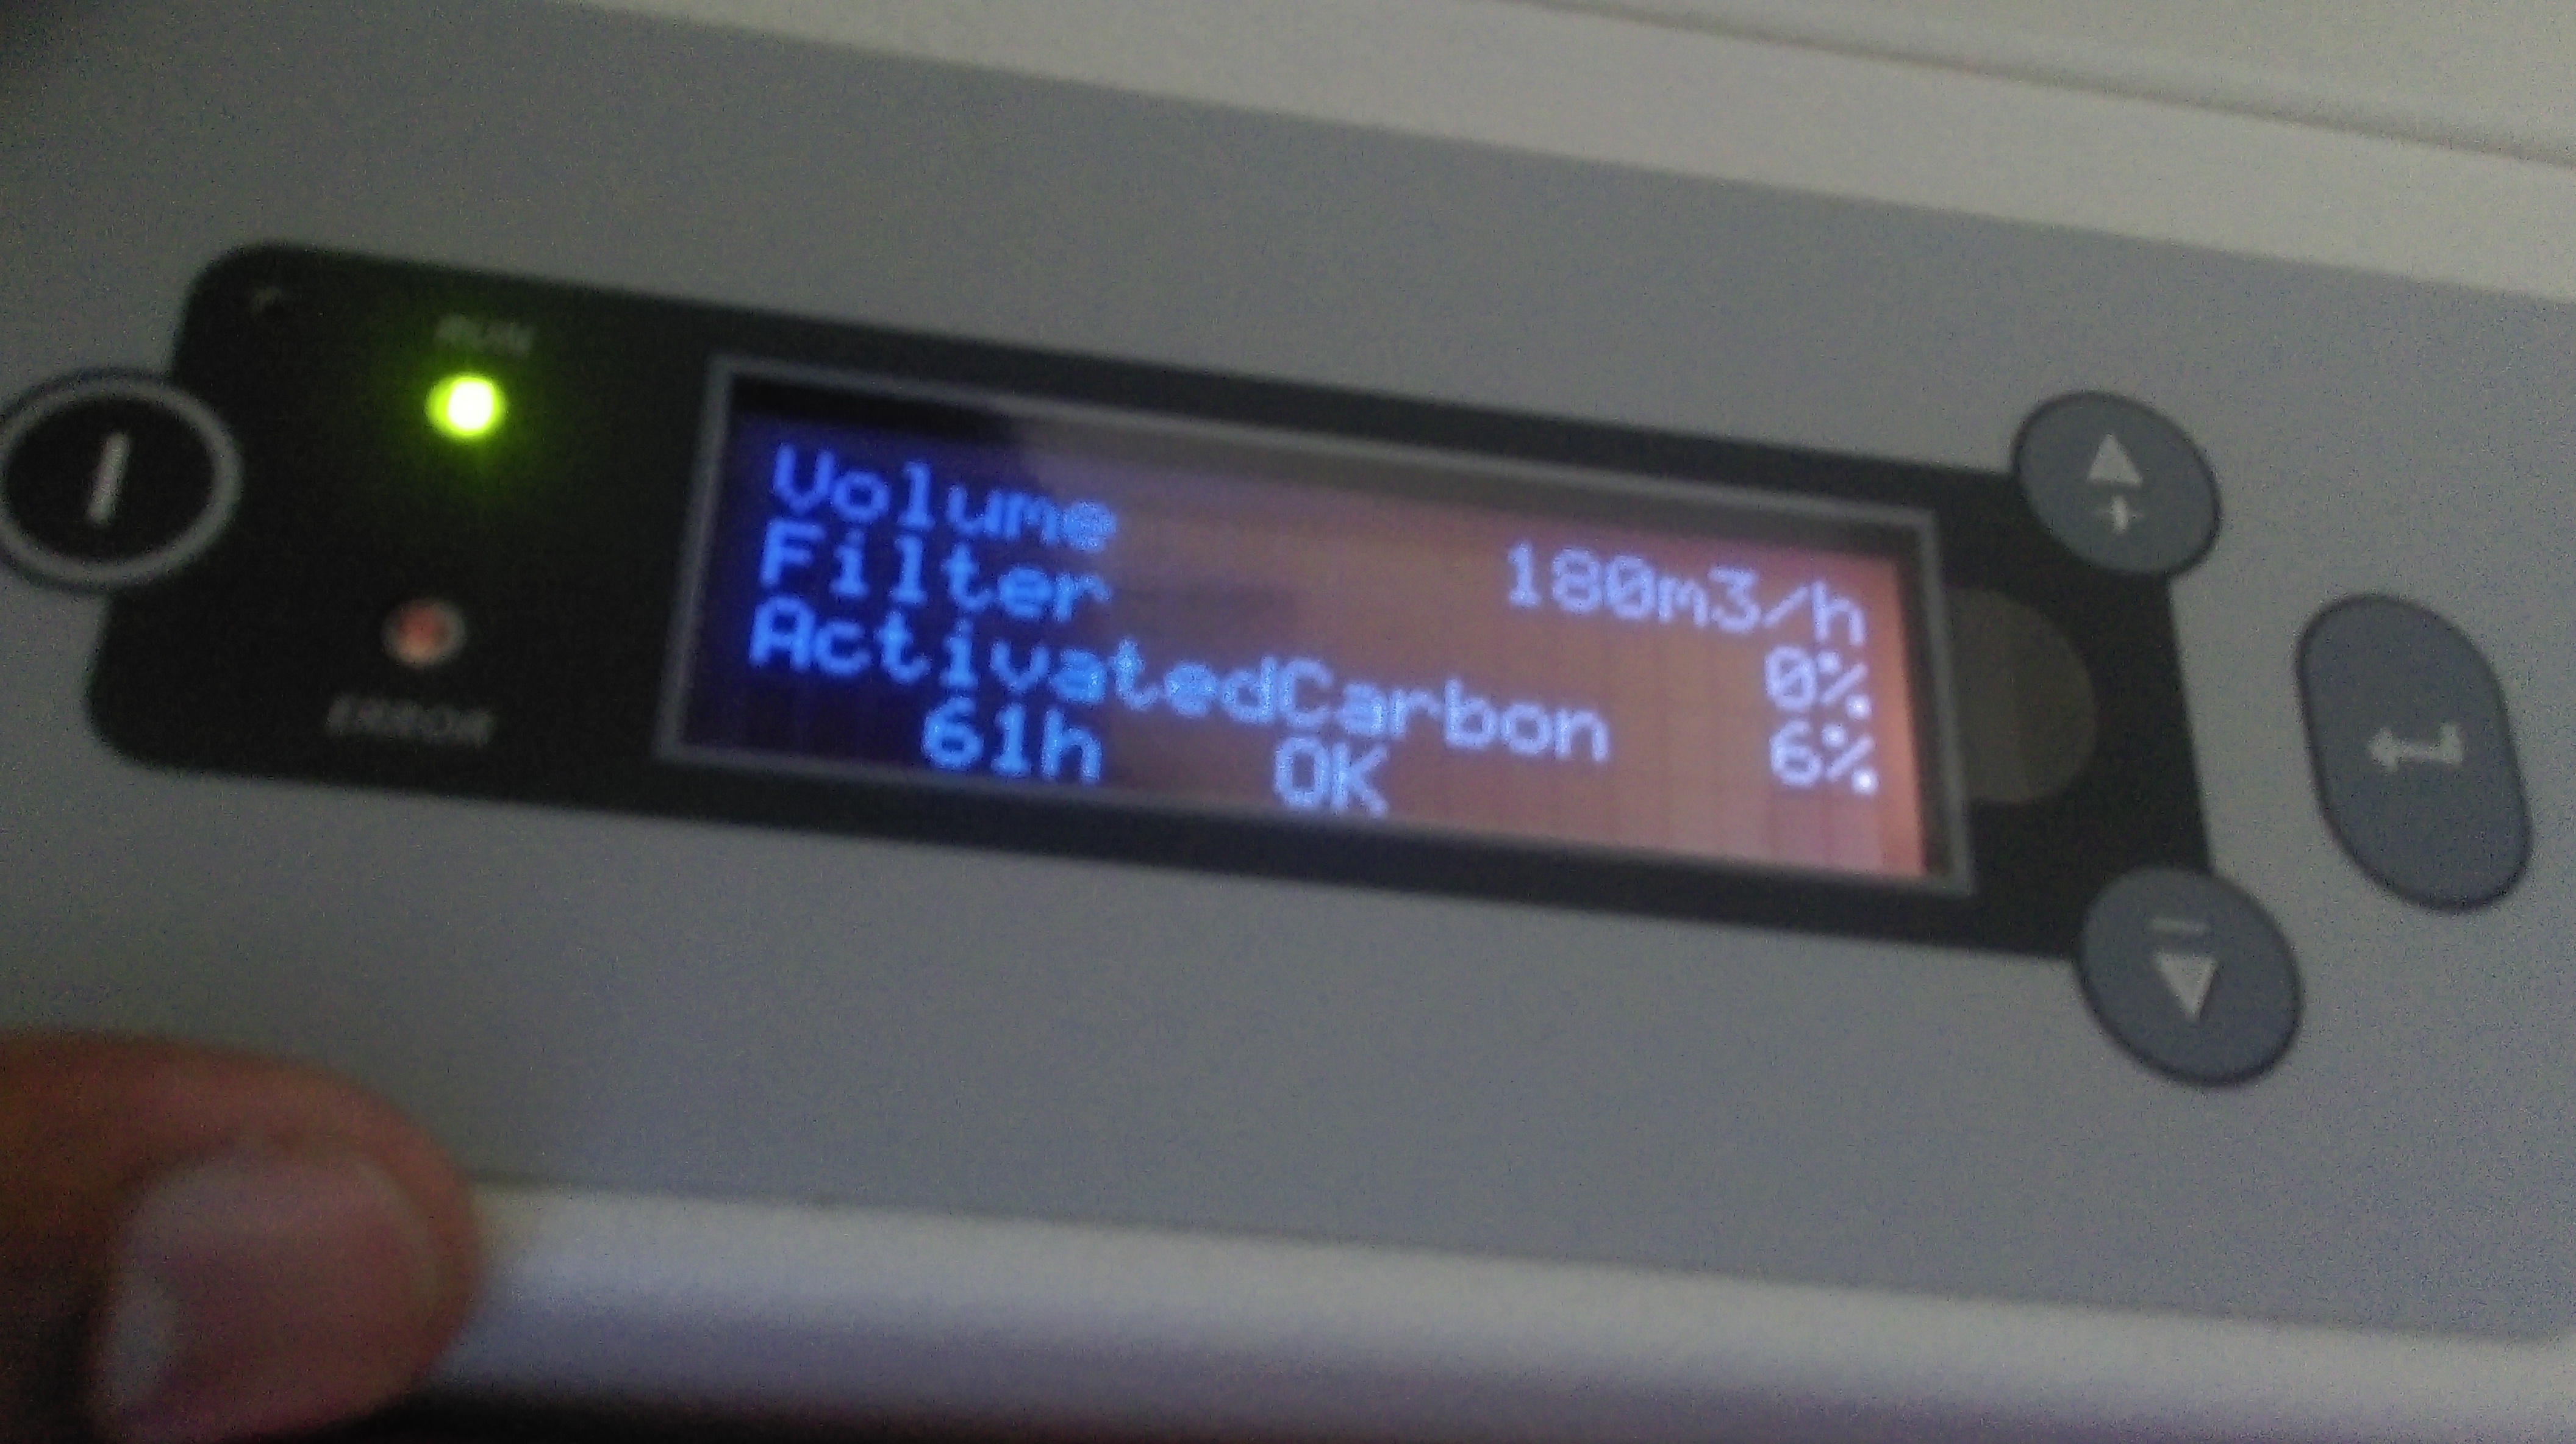 RUN
Volume 180m3/h
Filter 0%
ActivatedCarbon 6%
61h OK
ERROR